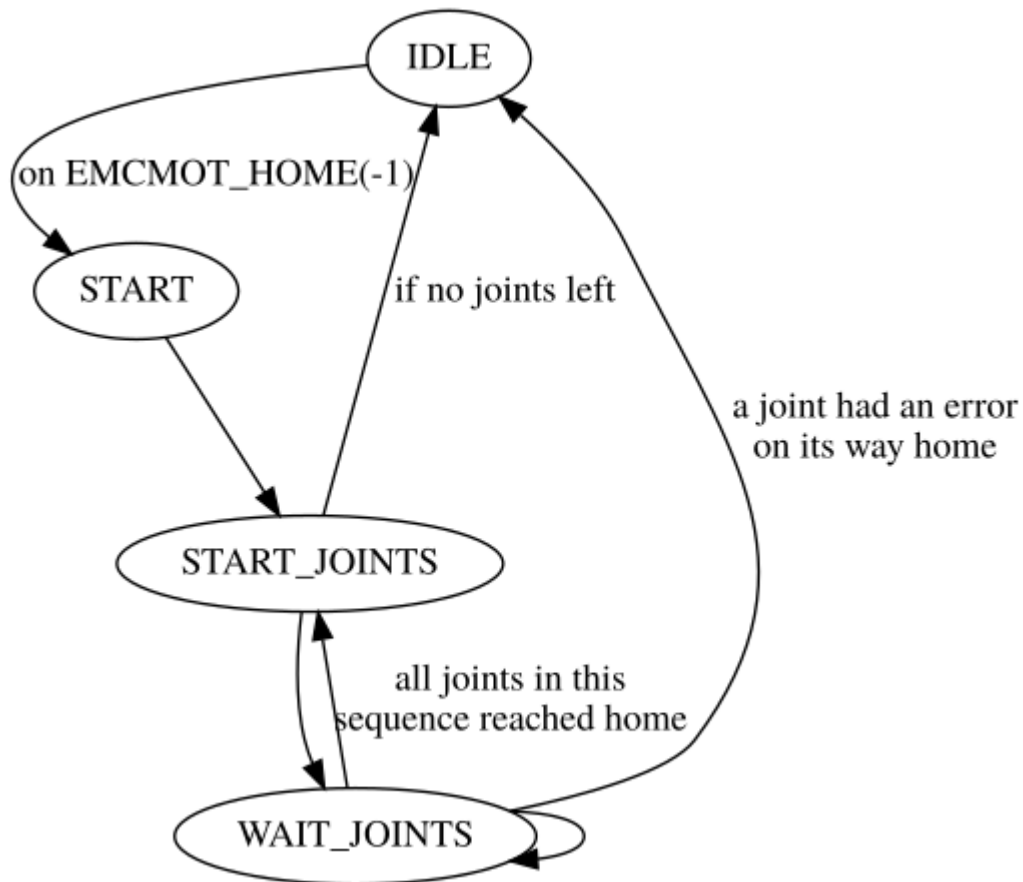 IDLE
on EMCMOT_HOME(-1)
START
if no joints left
a joint had an error
on its way home
START_JOINTS
all joints in this
sequence reached home
WAIT_JOINTS